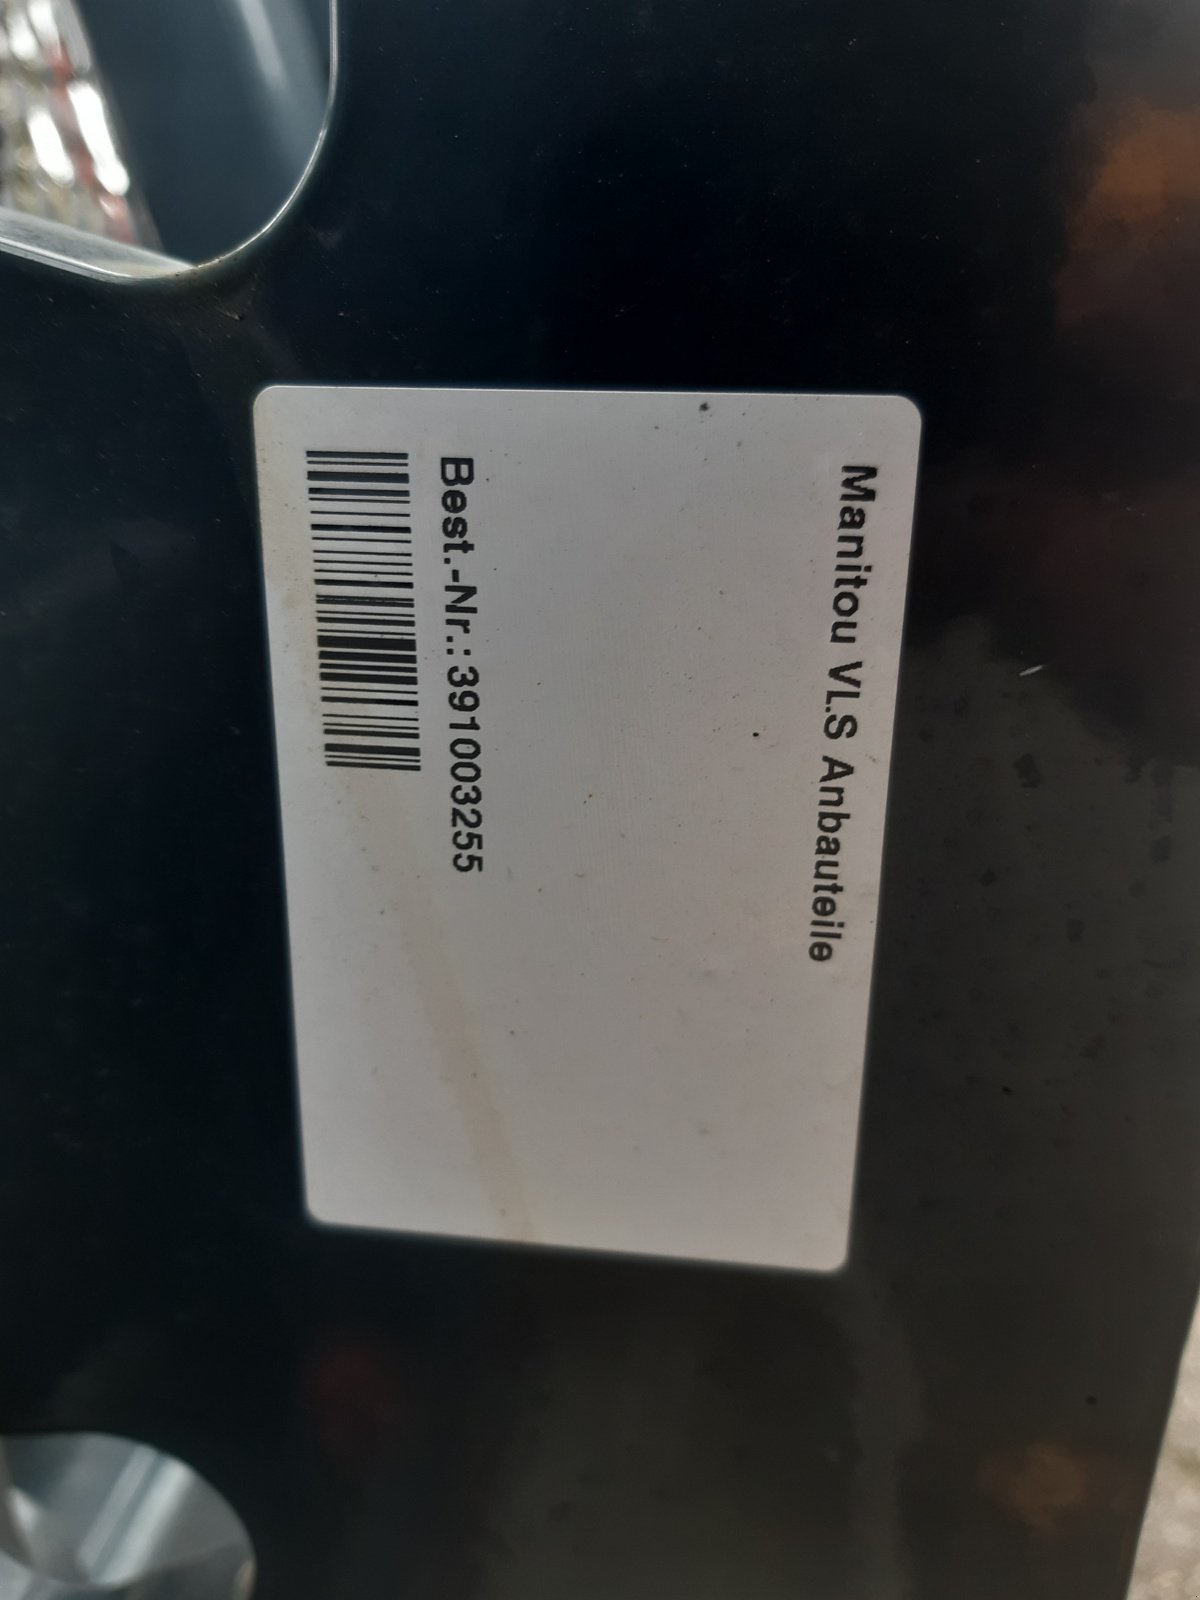 Manitou VLS Anbauteile
Best.-Nr.: 391003255